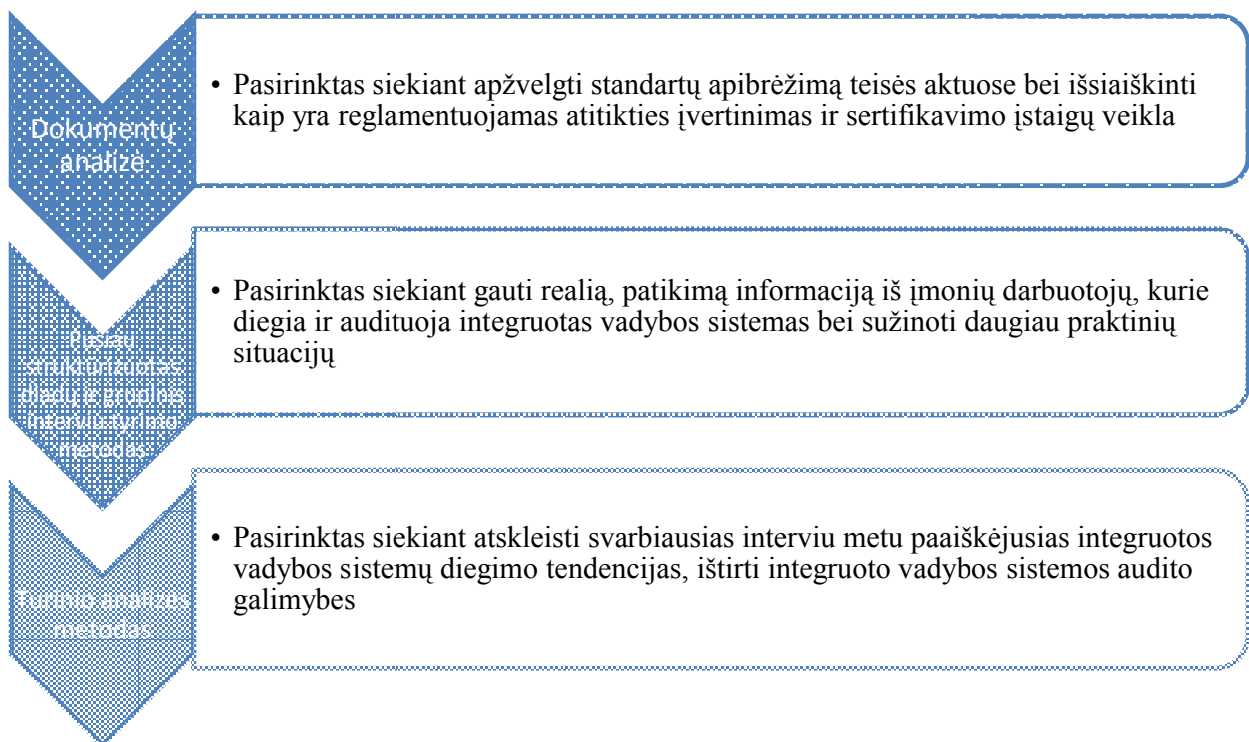 Dokumentų
analizė
• Pasirinktas siekiant apžvelgti standartų apibrėžimą teisės aktuose bei išsiaiškinti
kaip yra reglamentuojamas atitikties įvertinimas ir sertifikavimo įstaigų veikla
Pusiau
struktūrizuotas
diadų ir grupinis
interviu tyrimo
metodas
• Pasirinktas siekiant gauti realią, patikimą informaciją iš įmonių darbuotojų, kurie
diegia ir audituoja integruotas vadybos sistemas bei sužinoti daugiau praktinių
situacijų
Turinio analizės
metodas
• Pasirinktas siekiant atskleisti svarbiausias interviu metu paaiškėjusias integruotos
vadybos sistemų diegimo tendencijas, ištirti integruoto vadybos sistemos audito
galimybes